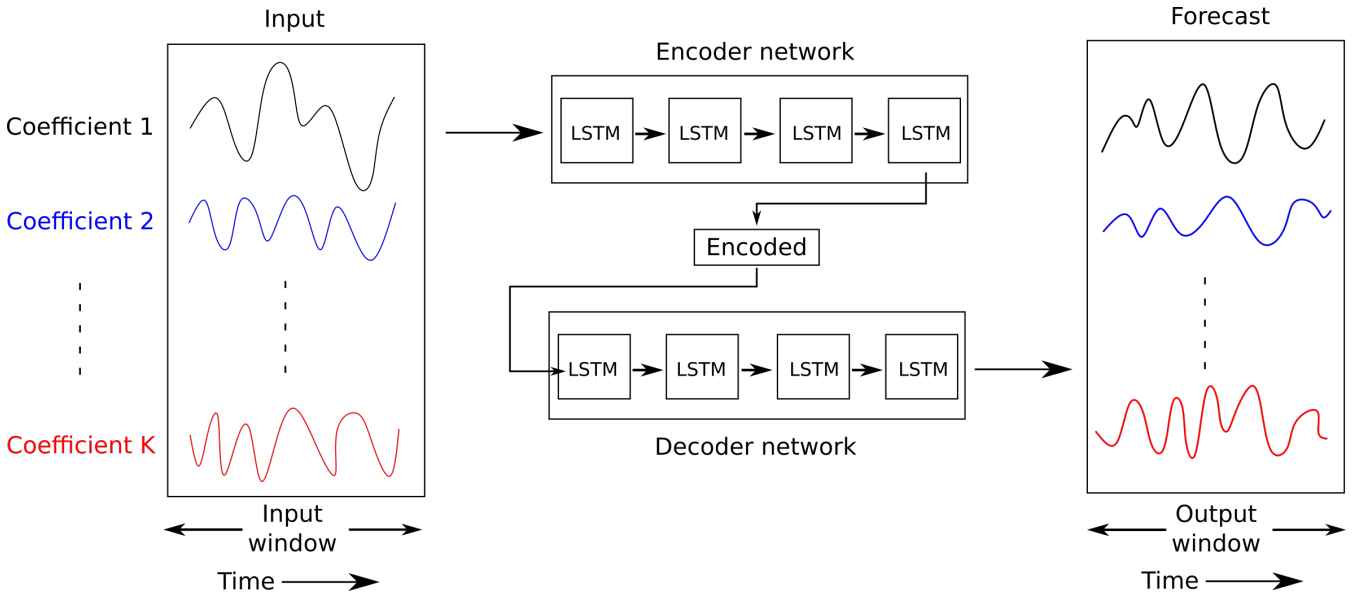 Input
Forecast
Encoder network
Coefficient 1
LSTM
LSTM
LSTM
LSTM
Coefficient 2
Encoded
LSTM
LSTM
LSTM
LSTM
Coefficient K
Decoder network
Input
window
Output
window
Time
Time